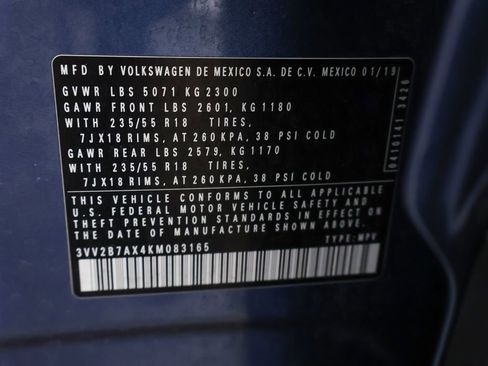 MFD BY VOLKSWAGEN DE MEXICO S.A. DE C.V. MEXICO 01/19
GVWR LBS 5071 KG 2300
GAWR FRONT LBS 2601, KG 1180
WITH 235/55 R18 TIRES,
7JX18 RIMS, AT 260 KPA, 38 PSI COLD
GAWR REAR LBS 2579, KG 1170
WITH 235/55 R18 TIRES,
7JX18 RIMS, AT 260 KPA, 38 PSI COLD
THIS VEHICLE CONFORMS TO ALL APPLICABLE
U.S. FEDERAL MOTOR VEHICLE SAFETY AND
THEFT PREVENTION STANDARDS IN EFFECT ON
THE DATE OF MANUFACTURE SHOWN ABOVE.
3VV2B7AX4KM083165 TYPE: MPV
0410141 3426